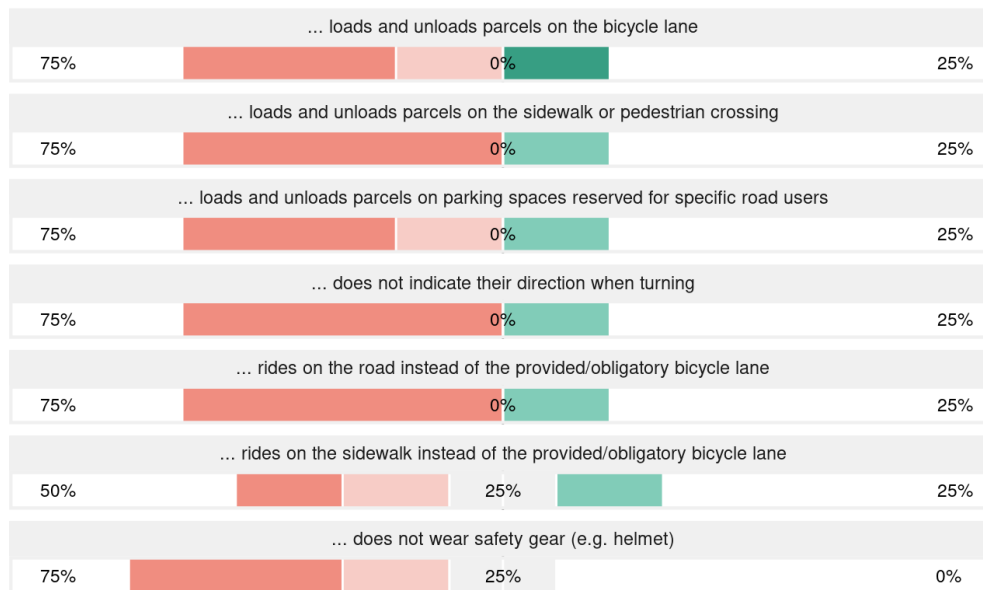 ... loads and unloads parcels on the bicycle lane
75% 0% 25%
... loads and unloads parcels on the sidewalk or pedestrian crossing
75% 0% 25%
... loads and unloads parcels on parking spaces reserved for specific road users
75% 0% 25%
... does not indicate their direction when turning
75% 0% 25%
... rides on the road instead of the provided/obligatory bicycle lane
75% 0% 25%
... rides on the sidewalk instead of the provided/obligatory bicycle lane
50% 25% 25%
... does not wear safety gear (e.g. helmet)
75% 25% 0%